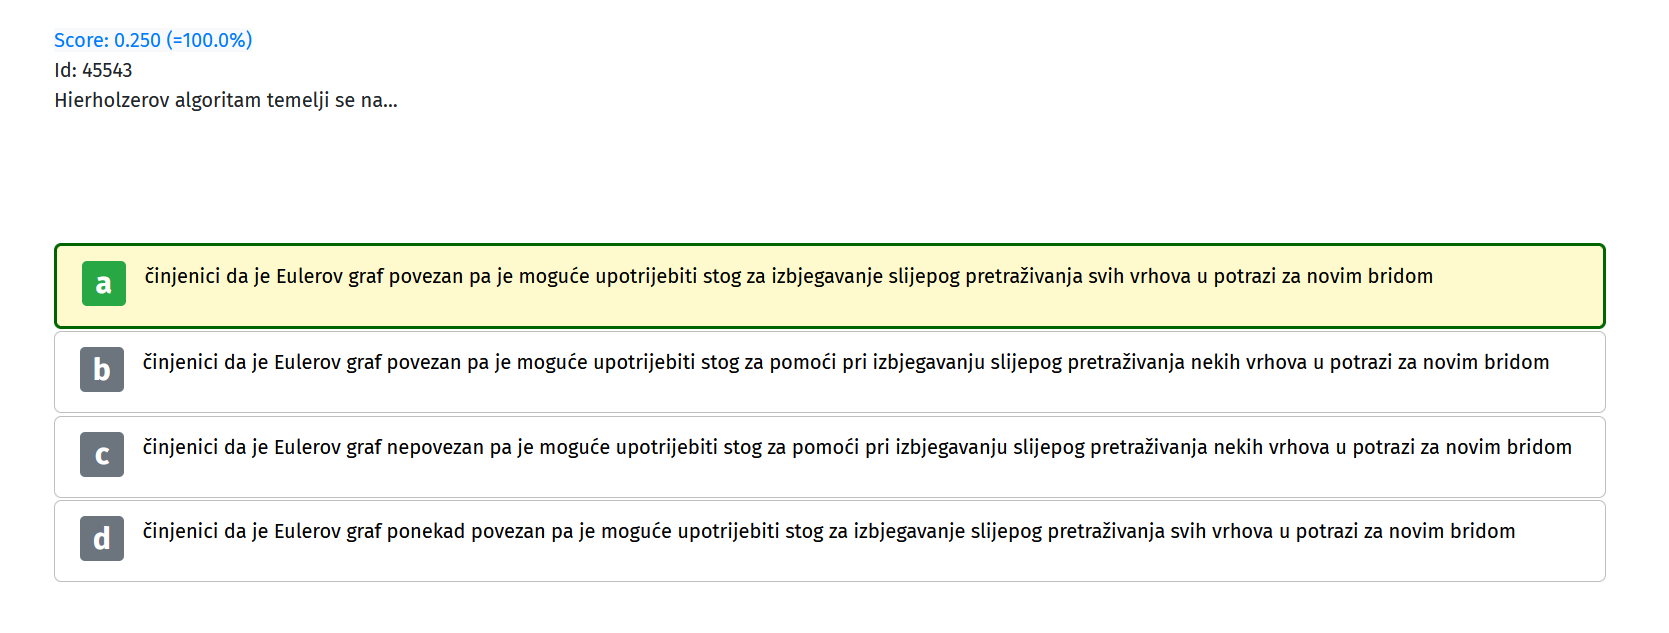 Score: 0.250 (=100.0%)
Id: 45543
Hierholzerov algoritam temelji se na...
a činjenici da je Eulerov graf povezan pa je moguće upotrijebiti stog za izbjegavanje slijepog pretraživanja svih vrhova u potrazi za novim bridom
b činjenici da je Eulerov graf povezan pa je moguće upotrijebiti stog za pomoći pri izbjegavanju slijepog pretraživanja nekih vrhova u potrazi za novim bridom
c činjenici da je Eulerov graf nepovezan pa je moguće upotrijebiti stog za pomoći pri izbjegavanju slijepog pretraživanja nekih vrhova u potrazi za novim bridom
d činjenici da je Eulerov graf ponekad povezan pa je moguće upotrijebiti stog za izbjegavanje slijepog pretraživanja svih vrhova u potrazi za novim bridom